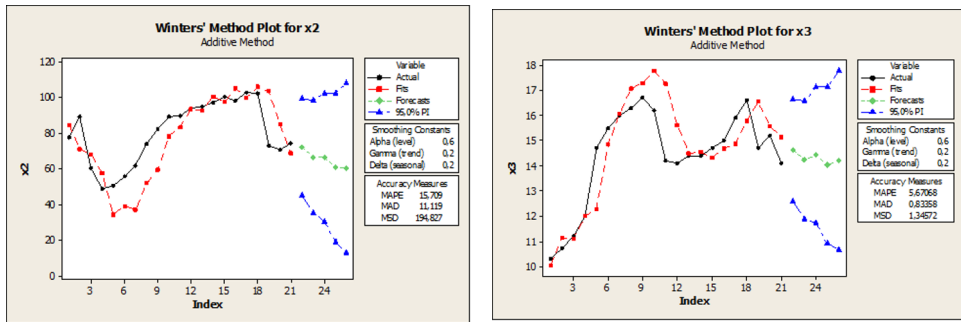 Winters' Method Plot for x2
Additive Method
120
100
80
60
40
20
0
x2
3
6
9
12
15
18
21
24
Index
Variable
Actual
Fits
Forecasts
95.0% PI
Smoothing Constants
Alpha (level) 0.6
Gamma (trend) 0.2
Delta (seasonal) 0.2
Accuracy Measures
MAPE 15,709
MAD 11,119
MSD 194,827
Winters' Method Plot for x3
Additive Method
18
17
16
15
14
13
12
11
10
x3
3
6
9
12
15
18
21
24
Index
Variable
Actual
Fits
Forecasts
95.0% PI
Smoothing Constants
Alpha (level) 0.6
Gamma (trend) 0.2
Delta (seasonal) 0.2
Accuracy Measures
MAPE 5.67068
MAD 0.83358
MSD 1.34572